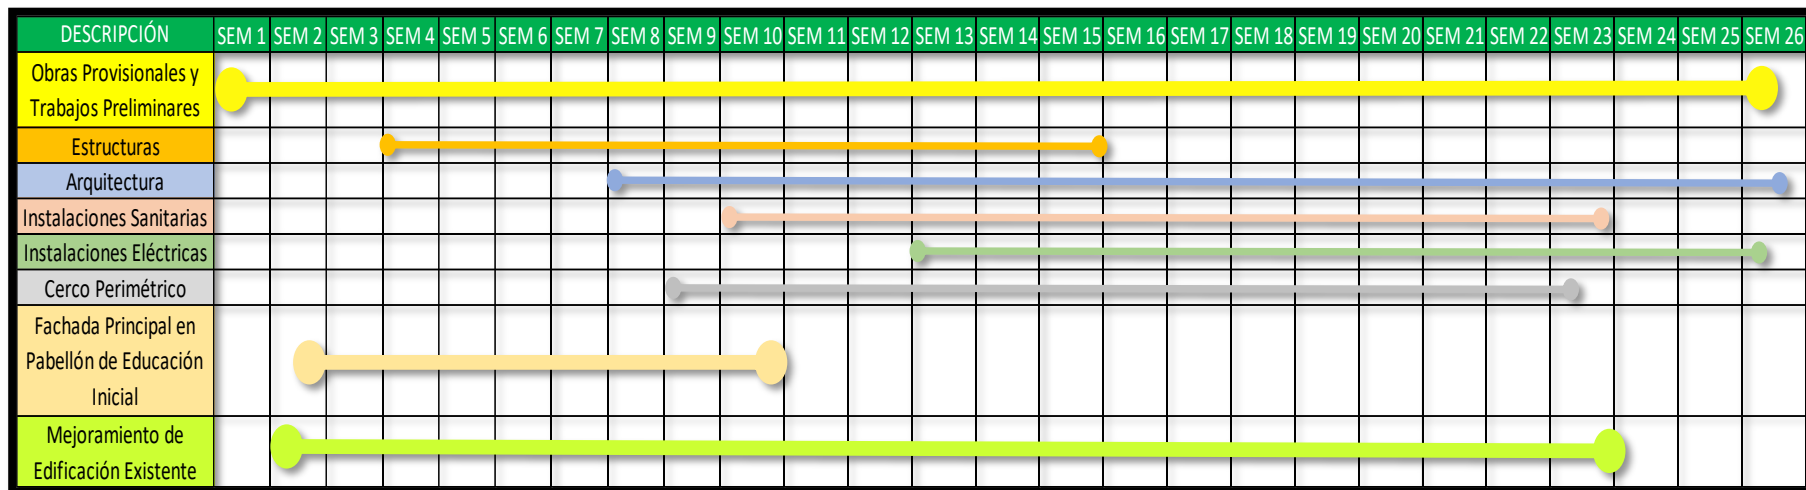 DESCRIPCIÓN SEM 1 SEM 2 SEM 3 SEM 4 SEM 5 SEM 6 SEM 7 SEM 8 SEM 9 SEM 10 SEM 11 SEM 12 SEM 13 SEM 14 SEM 15 SEM 16 SEM 17 SEM 18 SEM 19 SEM 20 SEM 21 SEM 22 SEM 23 SEM 24 SEM 25 SEM 26
Obras Provisionales y
Trabajos Preliminares
Estructuras
Arquitectura
Instalaciones Sanitarias
Instalaciones Eléctricas
Cerco Perimétrico
Fachada Principal en
Pabellón de Educación
Inicial
Mejoramiento de
Edificación Existente